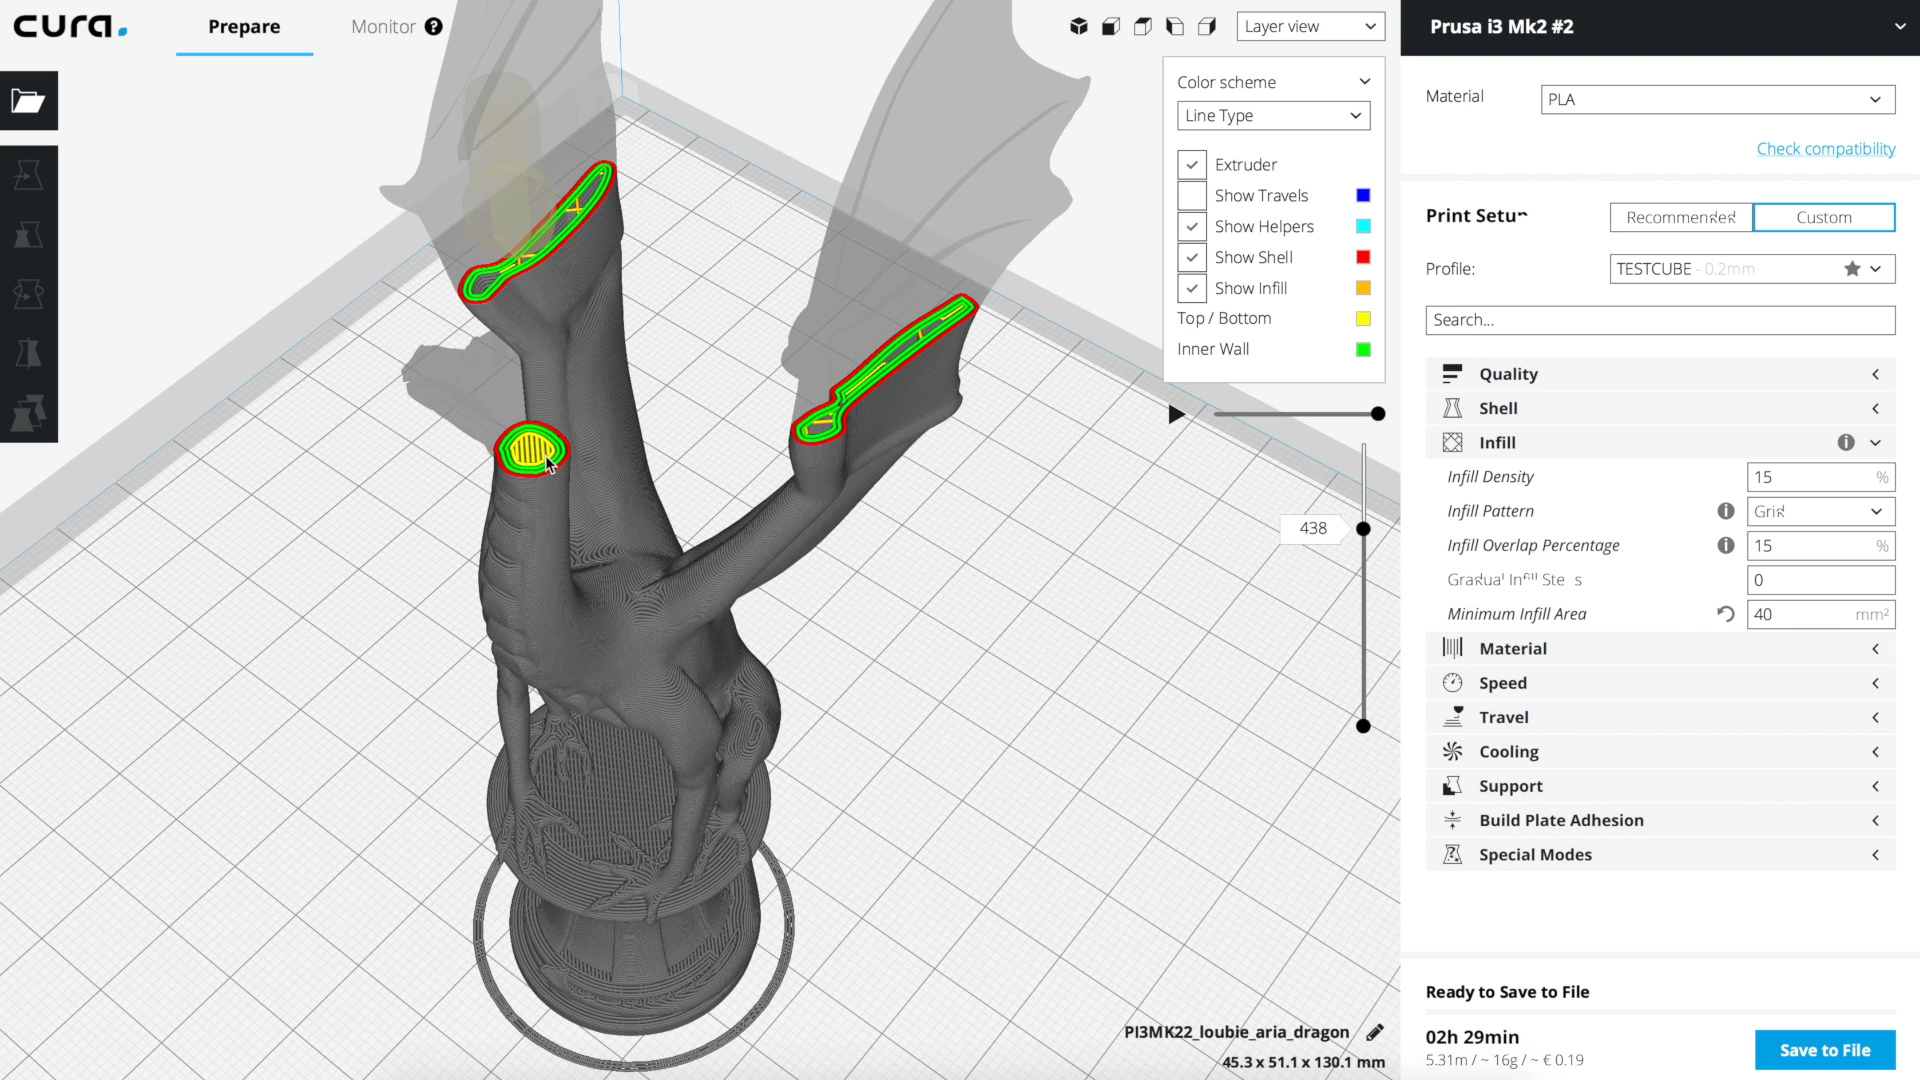 cura.
Prepare
Monitor ?
Layer view
Color scheme
Line Type
Extruder
Show Travels
Show Helpers
Show Shell
Show Infill
Top / Bottom
Inner Wall
438
PI3MK22_loubie_aria_dragon
45.3 x 51.1 x 130.1 mm
Prusa i3 Mk2 #2
Material
PLA
Check compatibility
Print Setup
Recommended
Custom
Profile:
TESTCUBE - 0.2mm
Search...
Quality
Shell
Infill
Infill Density
15 %
Infill Pattern
Grid
Infill Overlap Percentage
15 %
Gradual Infill Steps
0
Minimum Infill Area
40 mm²
Material
Speed
Travel
Cooling
Support
Build Plate Adhesion
Special Modes
Ready to Save to File
02h 29min
5.31m / ~ 16g / ~ € 0.19
Save to File